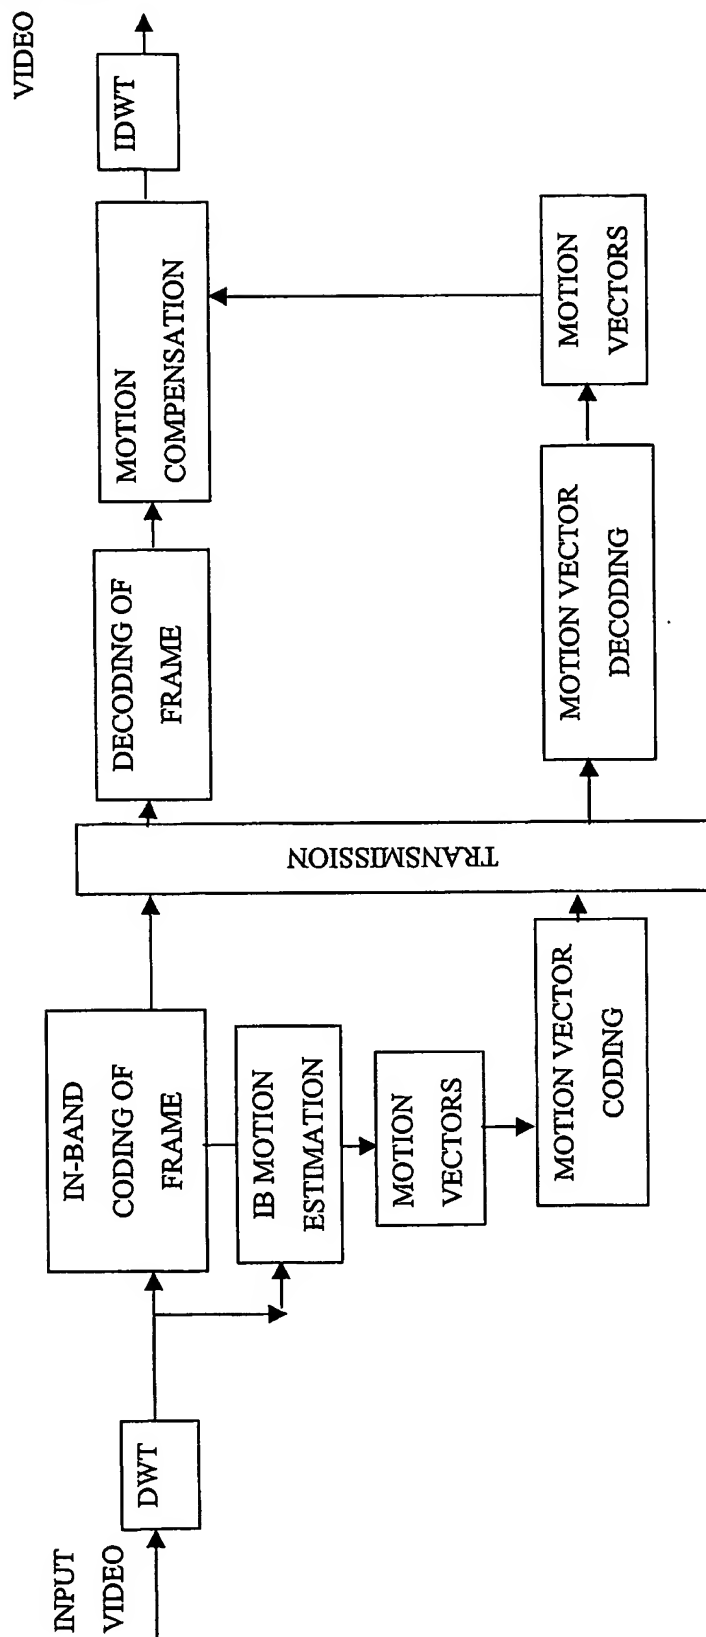 INPUT
VIDEO
DWT
IN-BAND
CODING OF
FRAME
IB MOTION
ESTIMATION
MOTION
VECTORS
MOTION VECTOR
CODING
TRANSMISSION
DECODING OF
FRAME
MOTION
COMPENSATION
IDWT
VIDEO
MOTION VECTOR
DECODING
MOTION
VECTORS